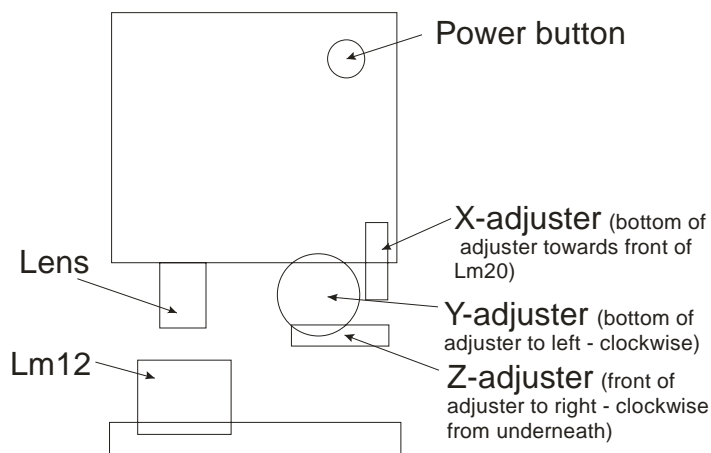 Power button
X-adjuster (bottom of
adjuster towards front of
Lm20)
Lens
Y-adjuster (bottom of
adjuster to left - clockwise)
Lm12
Z-adjuster (front of
adjuster to right - clockwise
from underneath)